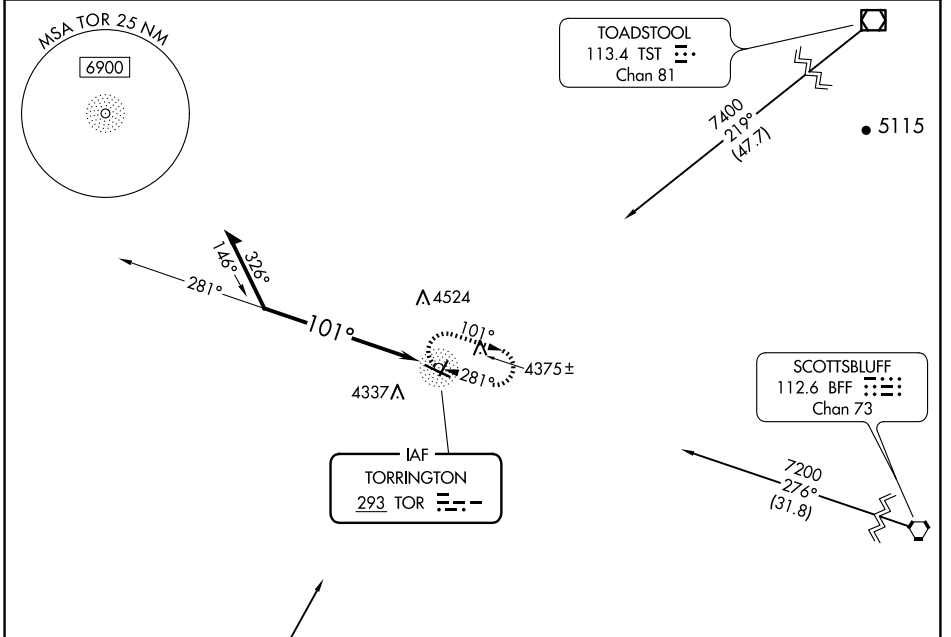 MSA TOR 25 NM
6900
TOADSTOOL
113.4 TST
Chan 81
7400
219°
(47.7)
5115
326°
146°
281°
101°
4524
101°
281°
4375±
4337
IAF
TORRINGTON
293 TOR
SCOTTSBLUFF
112.6 BFF
Chan 73
7200
276°
(31.8)